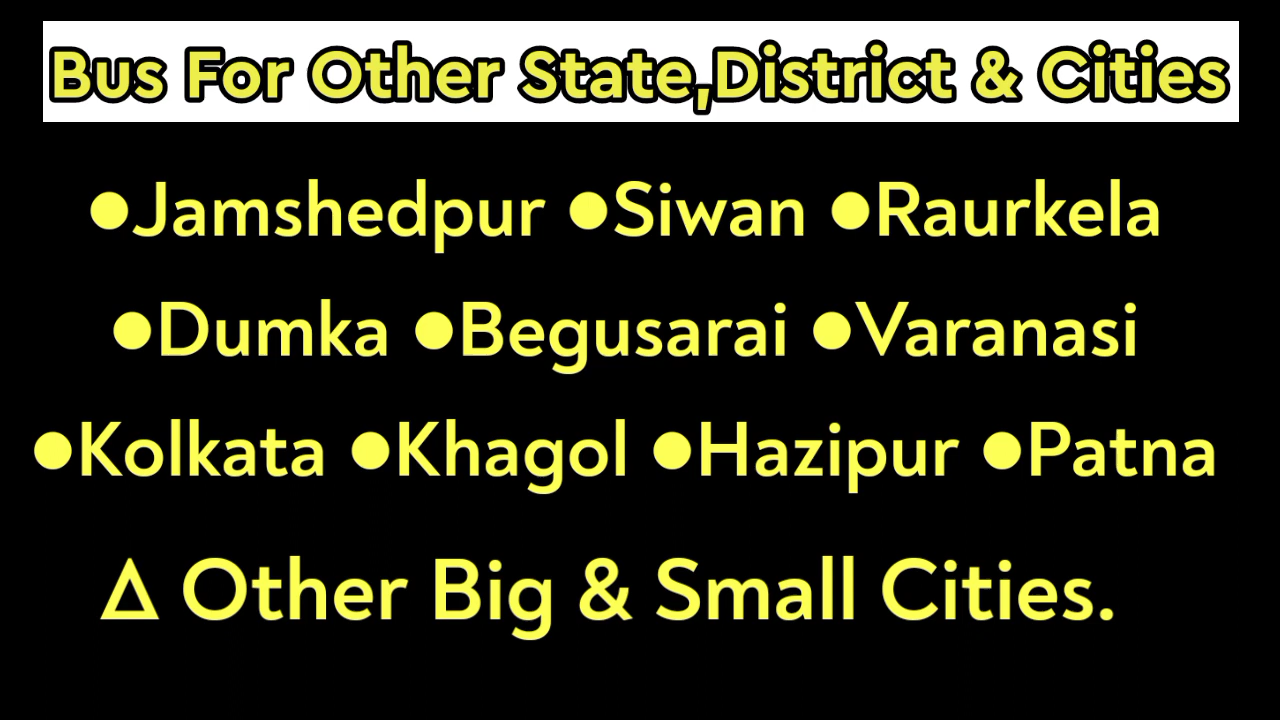 Bus For Other State,District & Cities
●Jamshedpur ●Siwan ●Raurkela
●Dumka ●Begusarai ●Varanasi
●Kolkata ●Khagol ●Hazipur ●Patna
Δ Other Big & Small Cities.